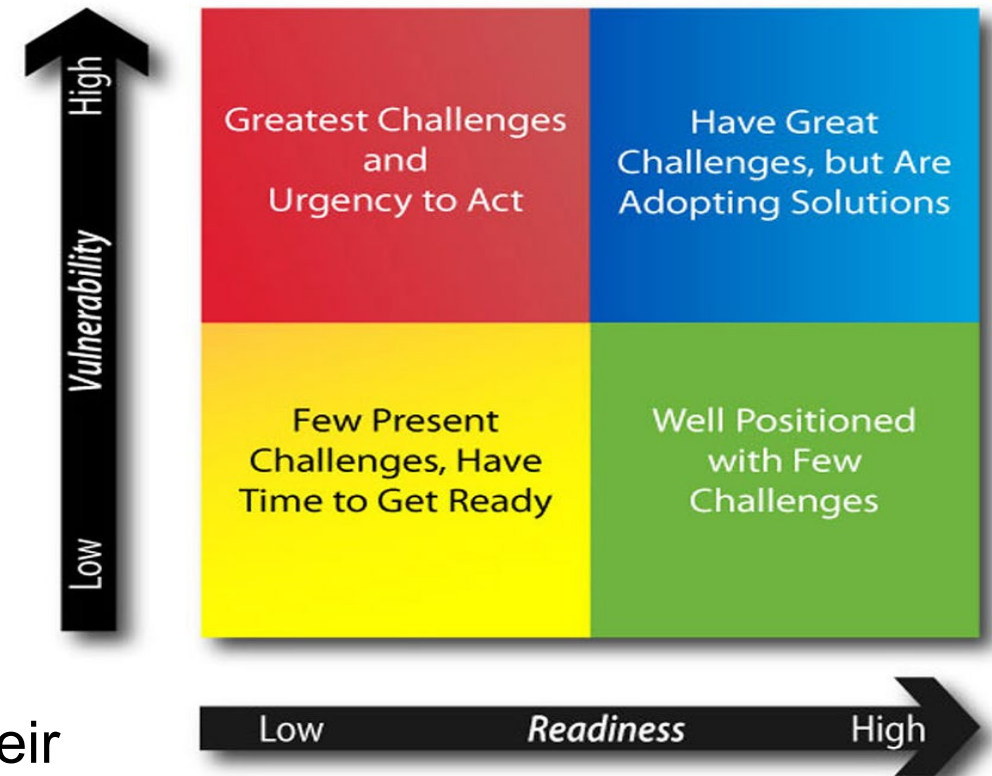 High
Vulnerability
Low
Greatest Challenges
and
Urgency to Act
Have Great
Challenges, but Are
Adopting Solutions
Few Present
Challenges, Have
Time to Get Ready
Well Positioned
with Few
Challenges
Low
Readiness
High
eir